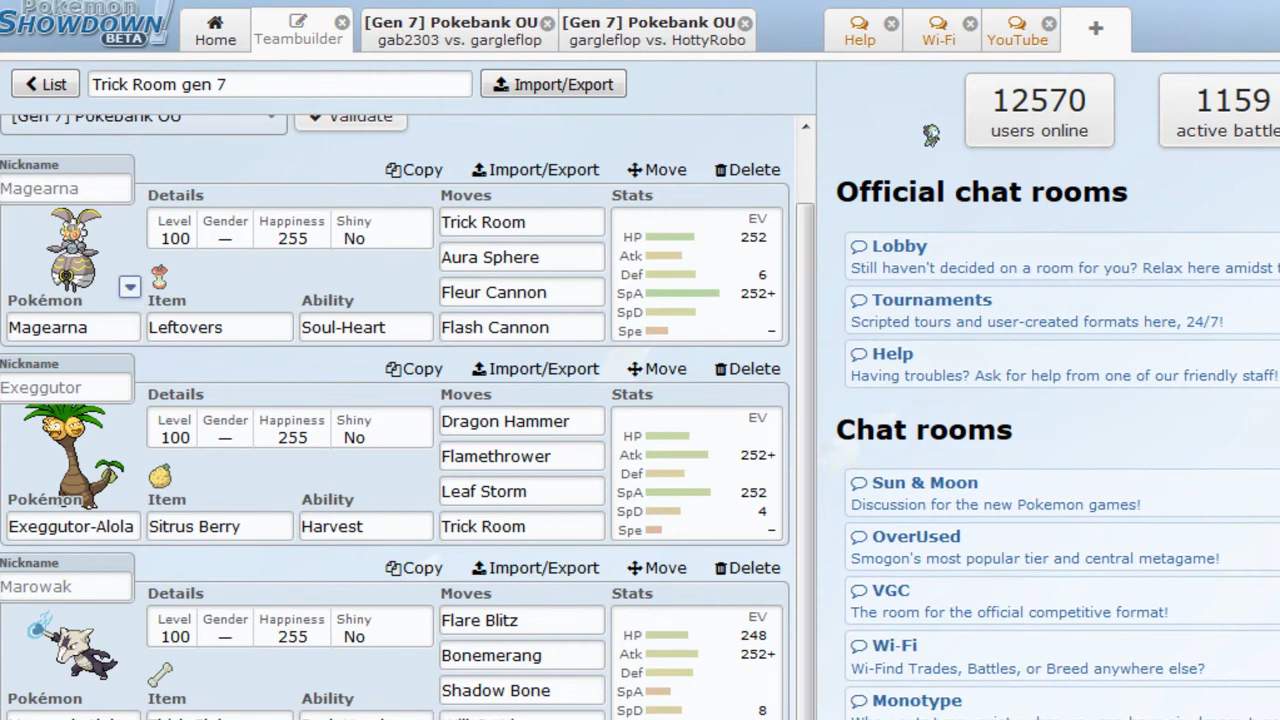 Pokémon
SHOWDOWN
BETA
Home
Teambuilder
[Gen 7] Pokebank OU
gab2303 vs. gargleflop
[Gen 7] Pokebank OU
gargleflop vs. HottyRobo
Help
Wi-Fi
YouTube
+
List
Trick Room gen 7
Import/Export
[Gen 7] Pokebank OU
Validate
12570
users online
1159
active battle
Nickname
Magearna
Copy Import/Export Move Delete
Details
Moves
Stats
Level Gender Happiness Shiny
100 — 255 No
Pokémon Item Ability
Magearna Leftovers Soul-Heart
Trick Room
Aura Sphere
Fleur Cannon
Flash Cannon
EV
HP 252
Atk
Def 6
SpA 252+
SpD
Spe –
Nickname
Exeggutor
Copy Import/Export Move Delete
Details
Moves
Stats
Level Gender Happiness Shiny
100 — 255 No
Pokémon Item Ability
Exeggutor-Alola Sitrus Berry Harvest
Dragon Hammer
Flamethrower
Leaf Storm
Trick Room
EV
HP
Atk 252+
Def
SpA 252
SpD 4
Spe –
Nickname
Marowak
Copy Import/Export Move Delete
Details
Moves
Stats
Level Gender Happiness Shiny
100 — 255 No
Pokémon Item Ability
Flare Blitz
Bonemerang
Shadow Bone
EV
HP 248
Atk 252+
Def
SpA
SpD 8
Official chat rooms
Lobby
Still haven't decided on a room for you? Relax here amidst t
Tournaments
Scripted tours and user-created formats here, 24/7!
Help
Having troubles? Ask for help from one of our friendly staff!
Chat rooms
Sun & Moon
Discussion for the new Pokemon games!
OverUsed
Smogon's most popular tier and central metagame!
VGC
The room for the official competitive format!
Wi-Fi
Wi-Find Trades, Battles, or Breed anywhere else?
Monotype